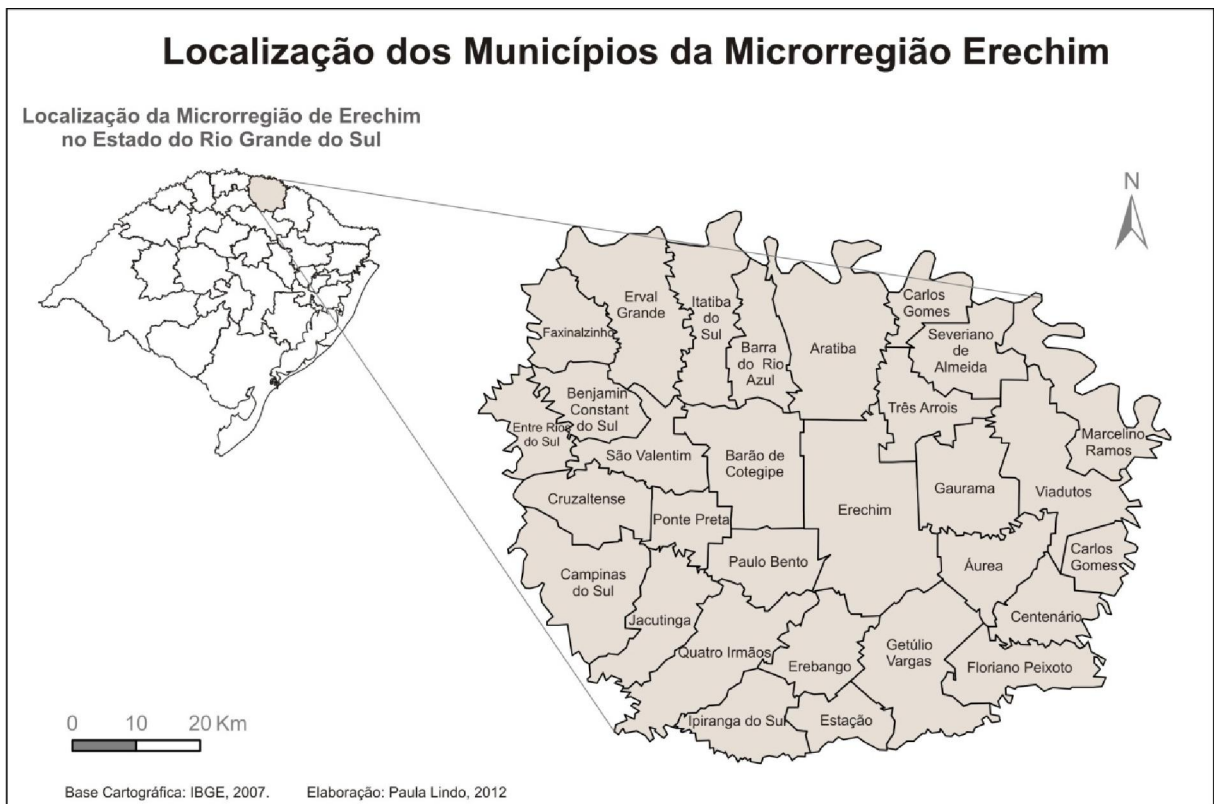 Localização dos Municípios da Microrregião Erechim
Localização da Microrregião de Erechim
no Estado do Rio Grande do Sul
N
Carlos
Gomes
Erval
Grande
Itatiba
do
Sul
Faxinalzinho
Barra
do Rio
Azul
Aratiba
Severiano
de
Almeida
Benjamin
Constant
do Sul
Três Arrois
Entre Rios
do Sul
Marcelino
Ramos
São Valentim
Barão de
Cotegipe
Cruzaltense
Gaurama
Viadutos
Erechim
Ponte Preta
Paulo Bento
Áurea
Carlos
Gomes
Campinas
do Sul
Jacutinga
Centenário
Quatro Irmãos
Erebango
Getúlio
Vargas
Floriano Peixoto
Ipiranga do Sul
Estação
0 10 20 Km
Base Cartográfica: IBGE, 2007. Elaboração: Paula Lindo, 2012